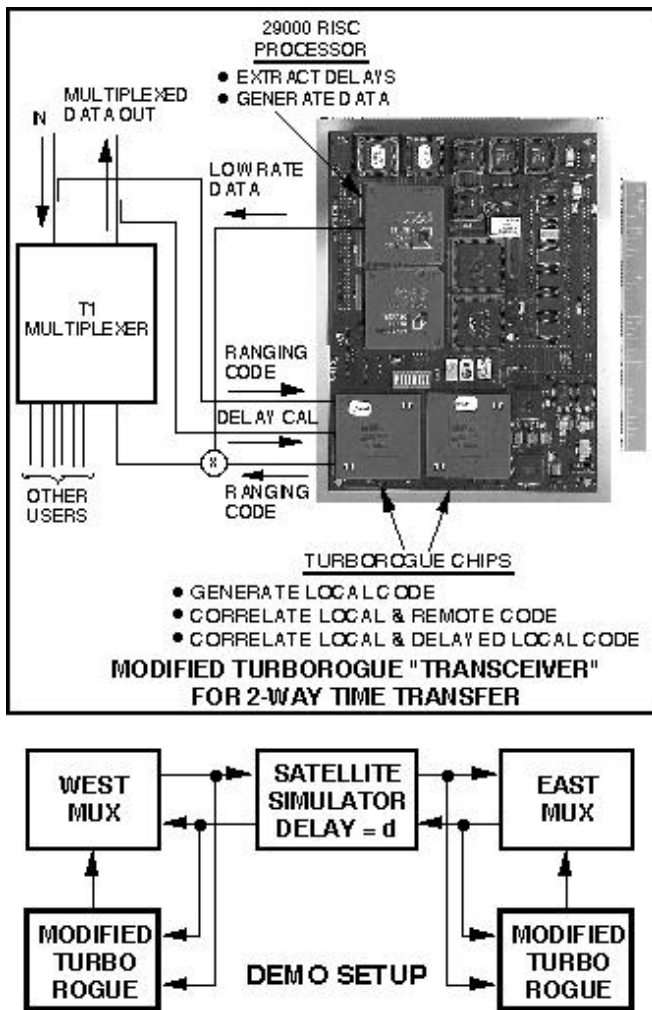 29000 RISC
PROCESSOR
• EXTRACT DELAYS
• GENERATE DATA
MULTIPLEXED
DATA OUT
IN
LOW RATE
DATA
T1
MULTIPLEXER
RANGING
CODE
DELAY CAL
X
RANGING
CODE
OTHER
USERS
TURBOROGUE CHIPS
• GENERATE LOCAL CODE
• CORRELATE LOCAL & REMOTE CODE
• CORRELATE LOCAL & DELAYED LOCAL CODE
MODIFIED TURBOROGUE "TRANSCEIVER"
FOR 2-WAY TIME TRANSFER
WEST
MUX
SATELLITE
SIMULATOR
DELAY = d
EAST
MUX
MODIFIED
TURBO
ROGUE
DEMO SETUP
MODIFIED
TURBO
ROGUE